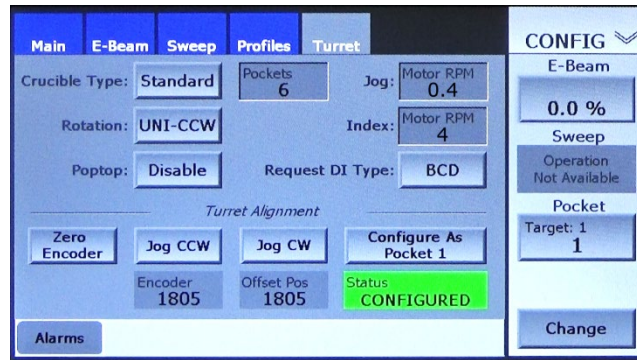 Main E-Beam Sweep Profiles Turret
CONFIG
Crucible Type: Standard
Pockets
6
Jog:
Motor RPM
0.4
Rotation: UNI-CCW
Index:
Motor RPM
4
Poptop: Disable
Request DI Type: BCD
Turret Alignment
Zero
Encoder
Jog CCW
Jog CW
Configure As
Pocket 1
Encoder
1805
Offset Pos
1805
Status
CONFIGURED
Alarms
E-Beam
0.0 %
Sweep
Operation
Not Available
Pocket
Target: 1
1
Change